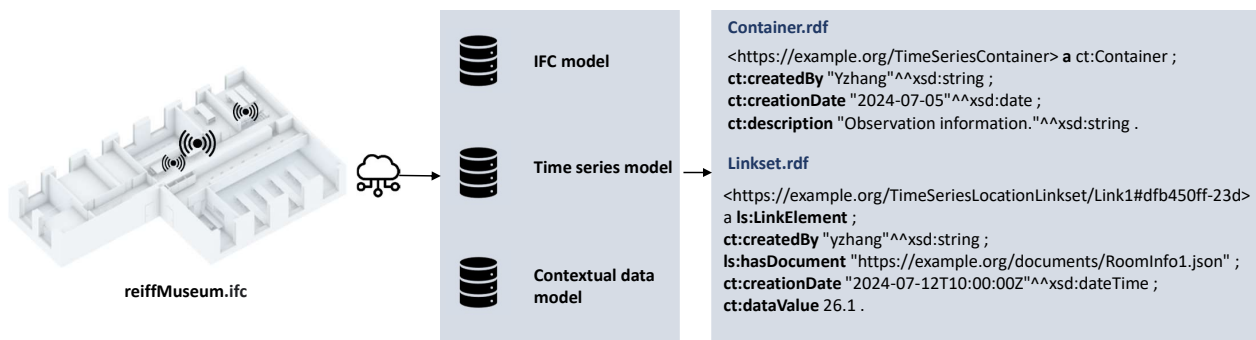 reiffMuseum.ifc
IFC model
Time series model
Contextual data
model
Container.rdf
<https://example.org/TimeSeriesContainer> a ct:Container ;
ct:createdBy "Yzhang"^^xsd:string ;
ct:creationDate "2024-07-05"^^xsd:date ;
ct:description "Observation information."^^xsd:string .
Linkset.rdf
<https://example.org/TimeSeriesLocationLinkset/Link1#dfb450ff-23d>
a ls:LinkElement ;
ct:createdBy "yzhang"^^xsd:string ;
ls:hasDocument "https://example.org/documents/RoomInfo1.json" ;
ct:creationDate "2024-07-12T10:00:00Z"^^xsd:dateTime ;
ct:dataValue 26.1 .